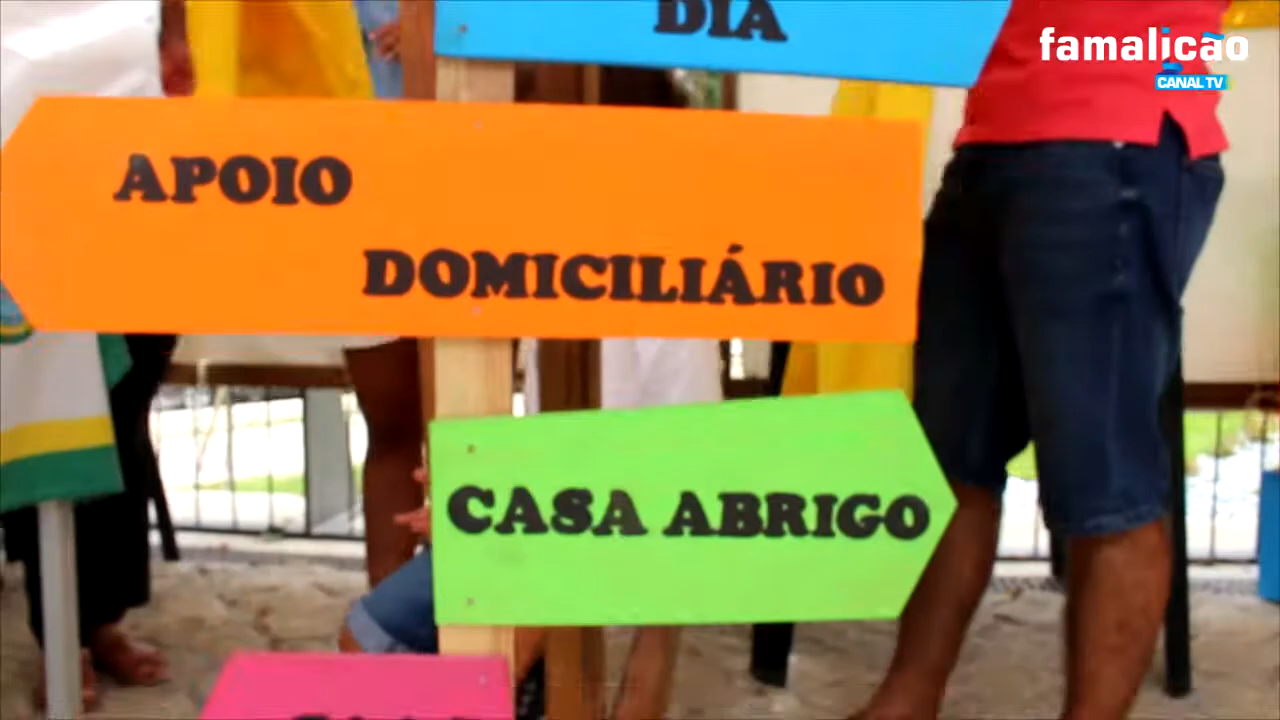 DIA
famalicão
CANAL TV
APOIO
DOMICILIÁRIO
CASA ABRIGO